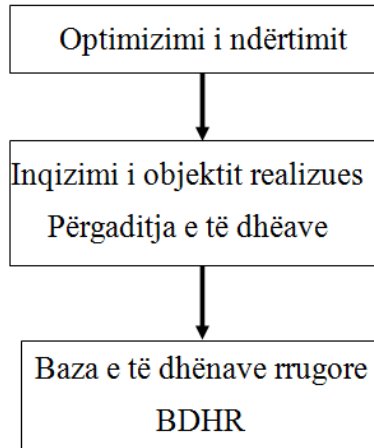 Optimizimi i ndërtimit
Inqizimi i objektit realizues
Përgaditja e të dhëave
Baza e të dhënave rrugore
BDHR